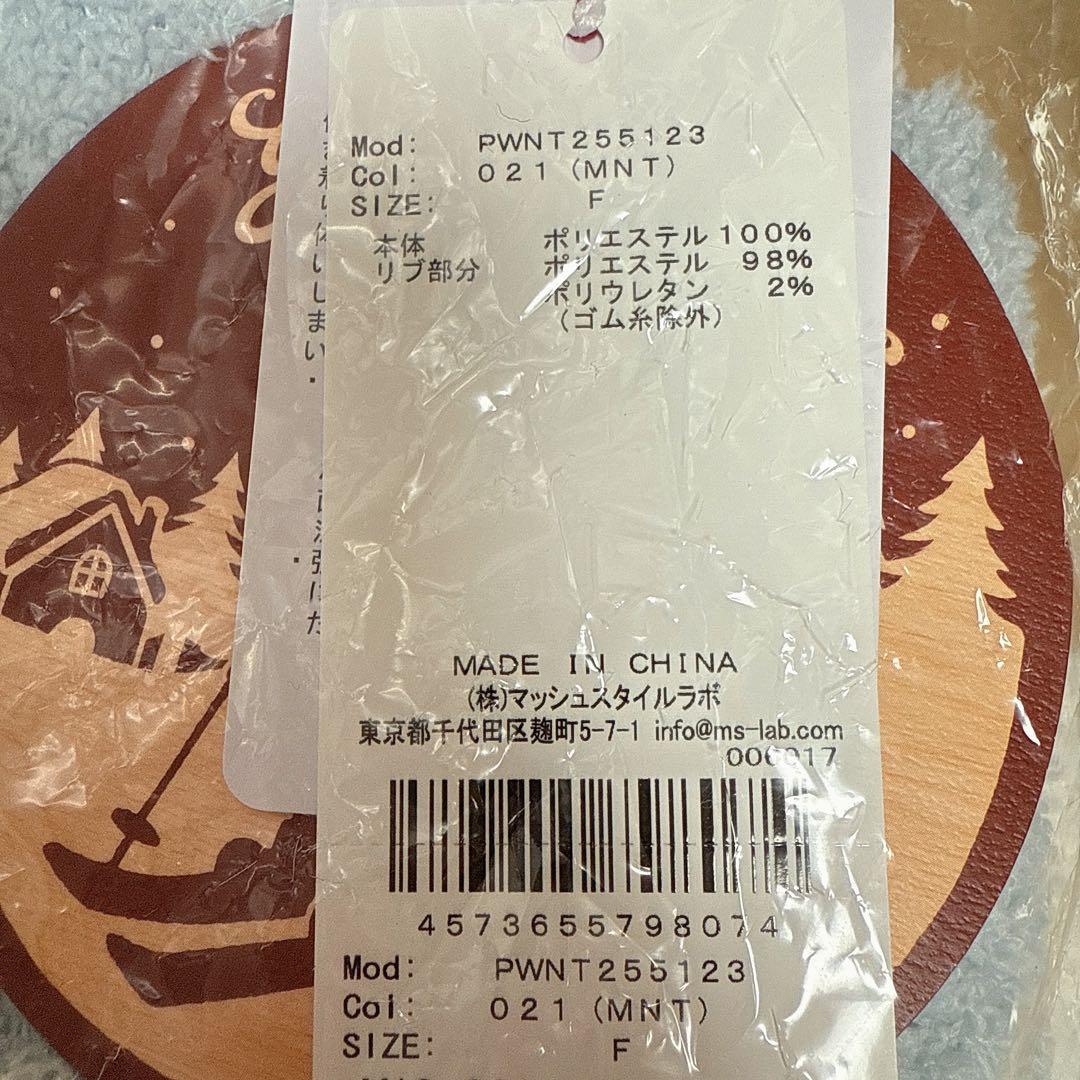 Mod: PWNT255123
Col: 021(MNT)
SIZE: F
本体 ポリエステル 100%
リブ部分 ポリエステル 98%
ポリウレタン 2%
(ゴム糸除外)
MADE IN CHINA
(株)マッシュスタイルラボ
東京都千代田区麹町5-7-1 info@ms-lab.com
006017
4573655798074
Mod: PWNT255123
Col: 021(MNT)
SIZE: F